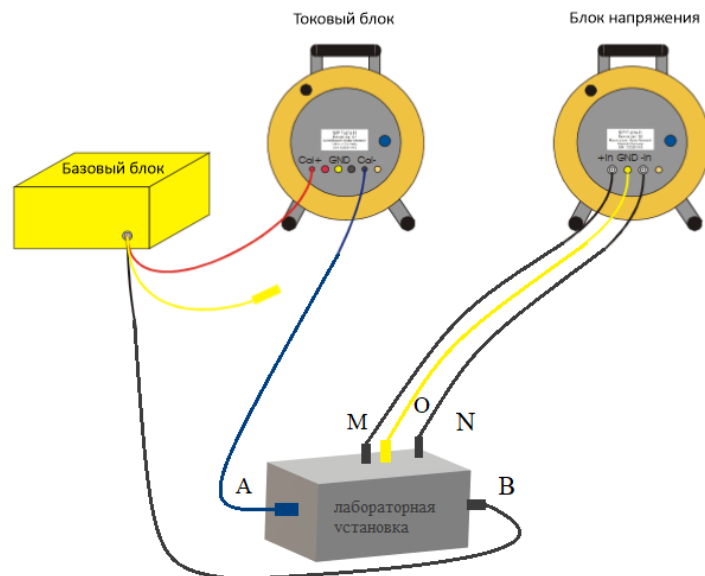 Токовый блок
Блок напряжения
Базовый блок
Col+ GND Col-
+In GND -In
M O N
A B
лабораторная
установка